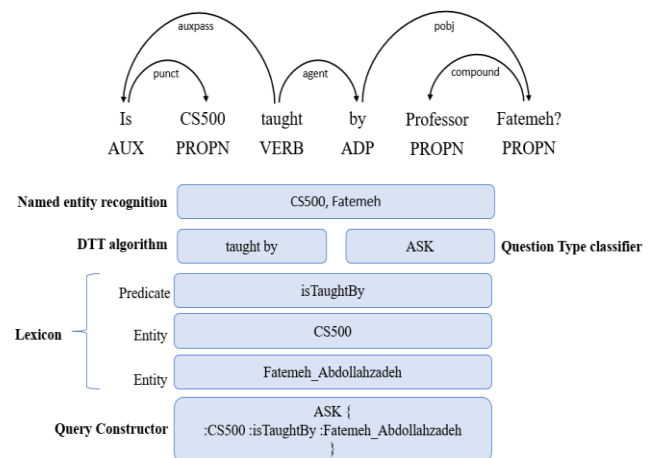 auxpass
pobj
punct
agent
compound
Is CS500 taught by Professor Fatemeh?
AUX PROPN VERB ADP PROPN PROPN
Named entity recognition CS500, Fatemeh
DTT algorithm taught by ASK Question Type classifier
Predicate isTaughtBy
Lexicon Entity CS500
Entity Fatemeh_Abdollahzadeh
Query Constructor ASK {
:CS500 :isTaughtBy :Fatemeh_Abdollahzadeh
}